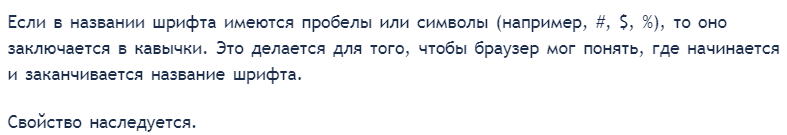 Если в названии шрифта имеются пробелы или символы (например, #, $, %), то оно
заключается в кавычки. Это делается для того, чтобы браузер мог понять, где начинается
и заканчивается название шрифта.
Свойство наследуется.